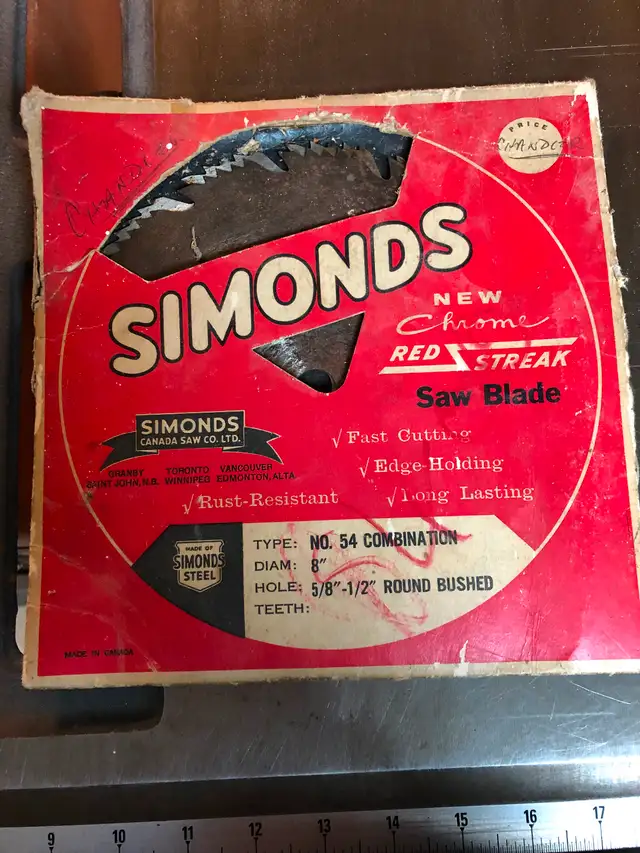 PRICE
CHANDLER
CHANDLER
SIMONDS
NEW
Chrome
RED STREAK
Saw Blade
SIMONDS
CANADA SAW CO. LTD.
GRANBY TORONTO VANCOUVER
SAINT JOHN, N.B. WINNIPEG EDMONTON, ALTA
√Fast Cutting
√Edge-Holding
√Rust-Resistant √Long Lasting
MADE OF
SIMONDS
STEEL
TYPE: NO. 54 COMBINATION
DIAM: 8"
HOLE: 5/8"-1/2" ROUND BUSHED
TEETH:
MADE IN CANADA
9 10 11 12 13 14 15 16 17